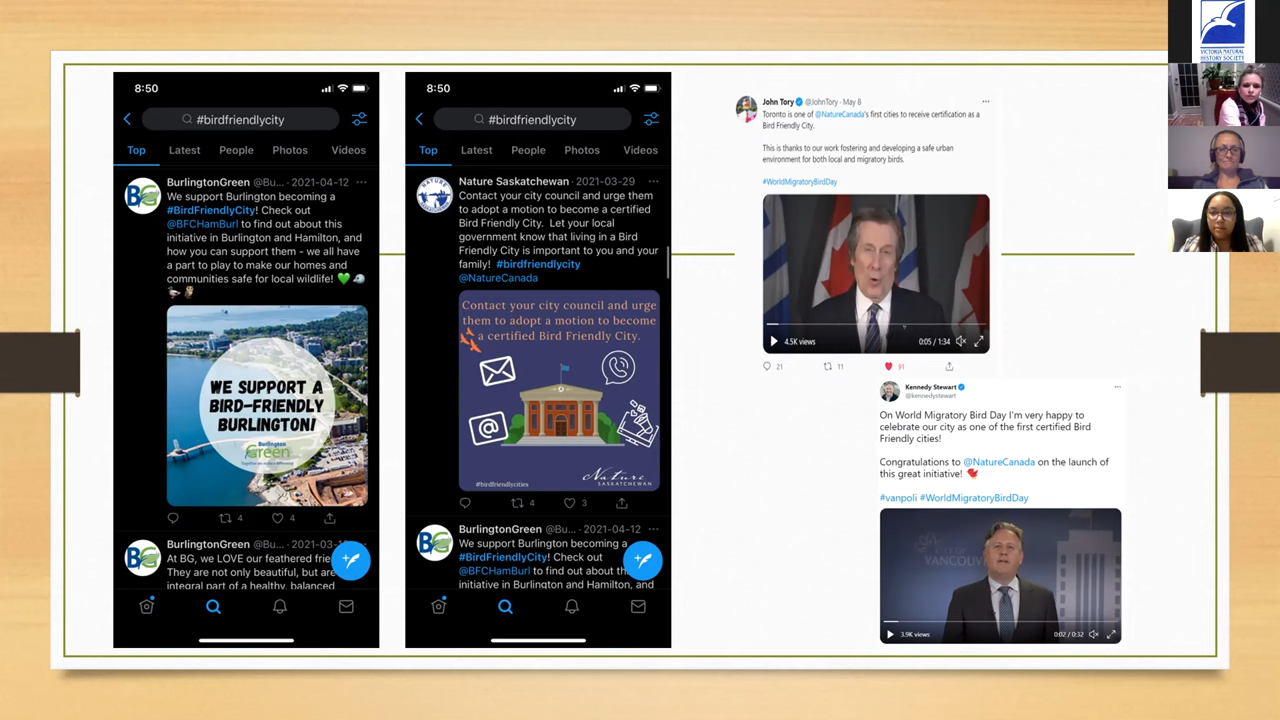 8:50
#birdfriendlycity
Top Latest People Photos Videos
BurlingtonGreen @Bu... · 2021-04-12 ···
We support Burlington becoming a
#BirdFriendlyCity! Check out
@BFCHamBurl to find out about this
initiative in Burlington and Hamilton, and
how you can support them - we all have
a part to play to make our homes and
communities safe for local wildlife! 💚
WE SUPPORT A
BIRD-FRIENDLY
BURLINGTON!
Burlington
Green
4 4
BurlingtonGreen @Bu... · 2021-03-
At BG, we LOVE our feathered frie
They are not only beautiful, but are
integral part of a healthy, balanced
8:50
#birdfriendlycity
Top Latest People Photos Videos
Nature Saskatchewan · 2021-03-29 ···
Contact your city council and urge them
to adopt a motion to become a certified
Bird Friendly City. Let your local
government know that living in a Bird
Friendly City is important to you and your
family! #birdfriendlycity
@NatureCanada
NATURE
Contact your city council and urge
them to adopt a motion to become
a certified Bird Friendly City.
@
#birdfriendlycities
Nature
SASKATCHEWAN
4 3
BurlingtonGreen @Bu... · 2021-04-12 ···
We support Burlington becoming a
#BirdFriendlyCity! Check out
@BFCHamBurl to find out about this
initiative in Burlington and Hamilton, and
John Tory @JohnTory · May 8 ···
Toronto is one of @NatureCanada's first cities to receive certification as a
Bird Friendly City.
This is thanks to our work fostering and developing a safe urban
environment for both local and migratory birds.
#WorldMigratoryBirdDay
4.5K views 0:05 / 1:34
21 11 91
Kennedy Stewart ···
@kennedystewart
On World Migratory Bird Day I'm very happy to
celebrate our city as one of the first certified Bird
Friendly cities!
Congratulations to @NatureCanada on the launch of
this great initiative!
#vanpoli #WorldMigratoryBirdDay
CITY OF
VANCOUV
3.9K views 0:02 / 0:32
VICTORIA NATURAL
HISTORY SOCIETY